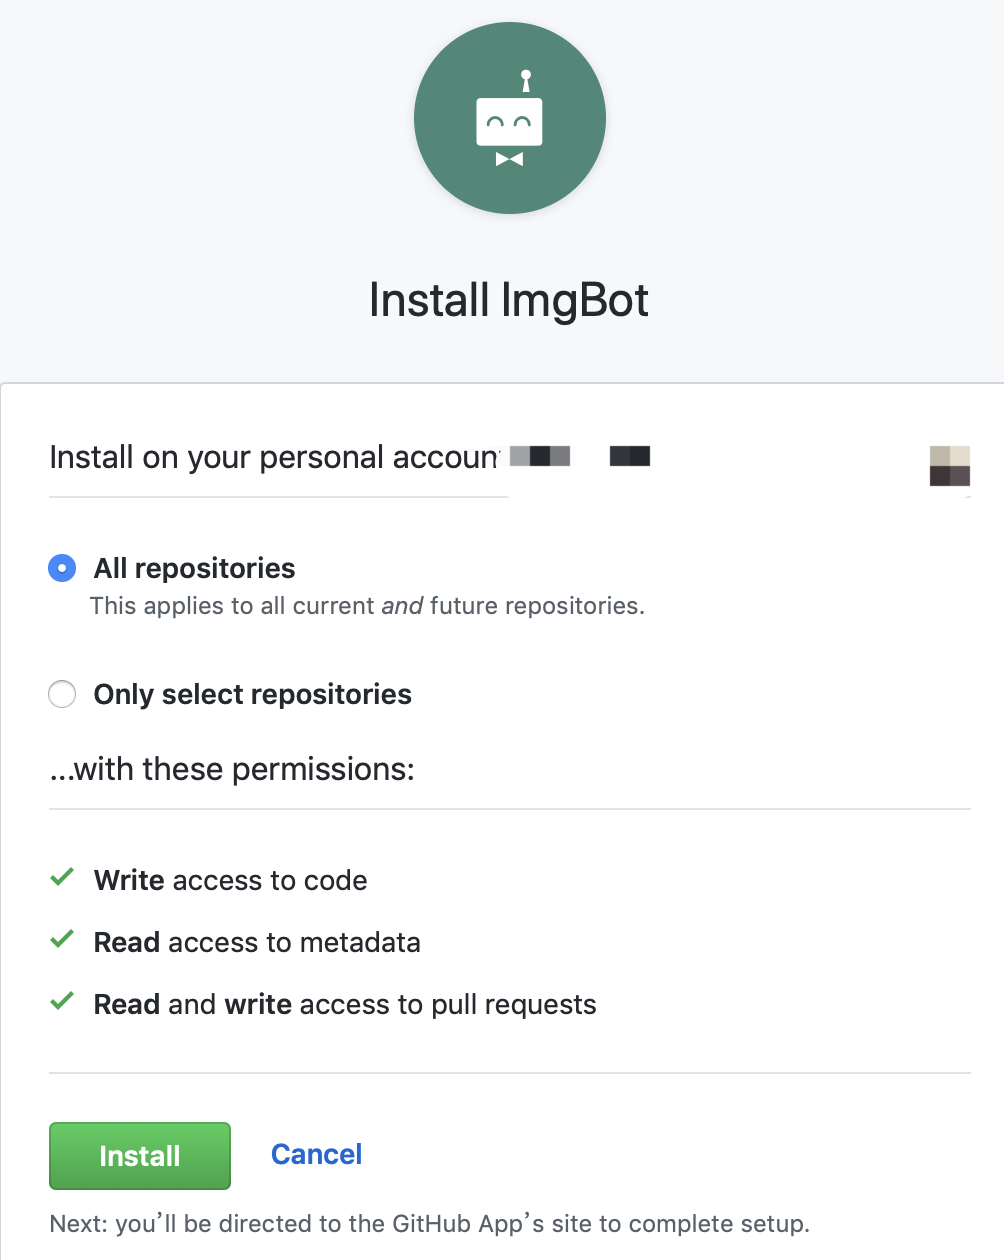 Install ImgBot
Install on your personal account
All repositories
This applies to all current and future repositories.
Only select repositories
...with these permissions:
Write access to code
Read access to metadata
Read and write access to pull requests
Install
Cancel
Next: you’ll be directed to the GitHub App’s site to complete setup.